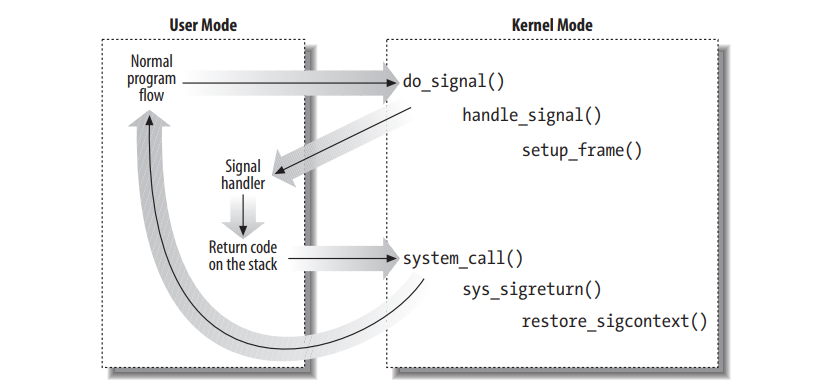 User Mode
Kernel Mode
Normal
program
flow
do_signal()
handle_signal()
setup_frame()
Signal
handler
Return code
on the stack
system_call()
sys_sigreturn()
restore_sigcontext()